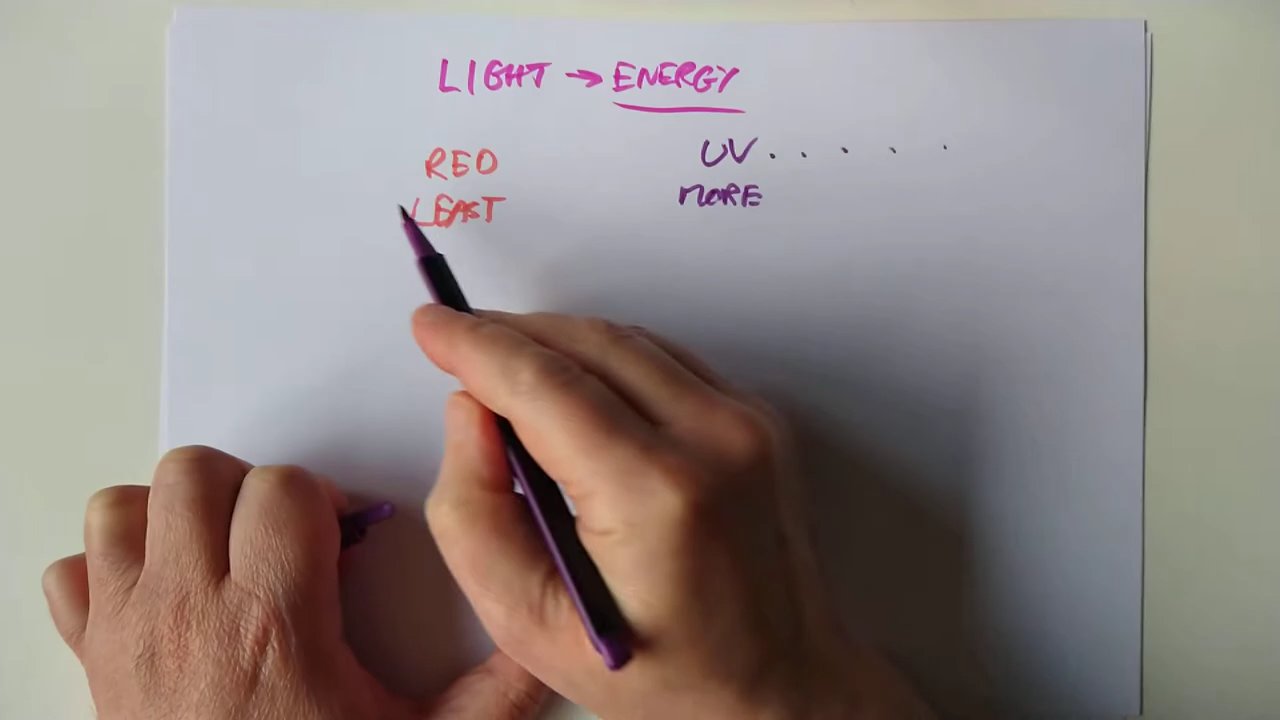 LIGHT → ENERGY
RED UV . . . . .
LEAST MORE